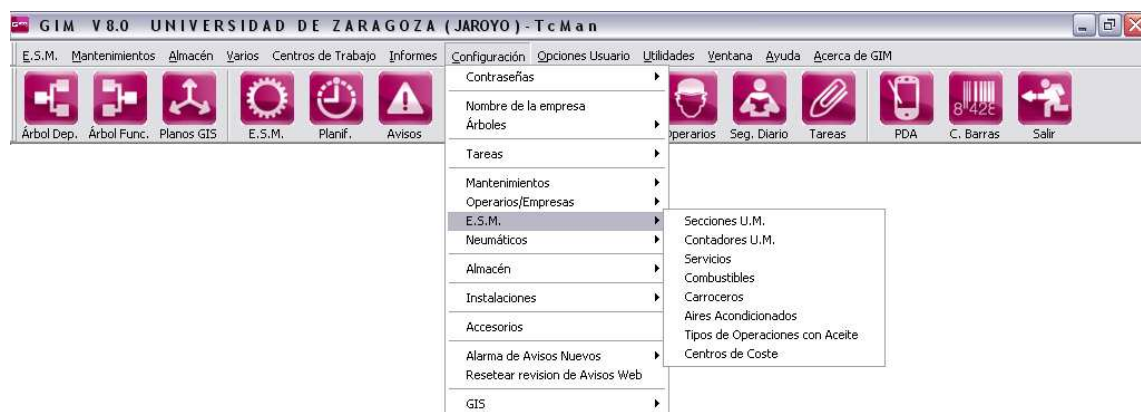 GIM V8.0 UNIVERSIDAD DE ZARAGOZA (JAROYO)-TcMan
E.S.M. Mantenimientos Almacén Varios Centros de Trabajo Informes Configuración Opciones Usuario Utilidades Ventana Ayuda Acerca de GIM
Árbol Dep. Árbol Func. Planos GIS E.S.M. Planif. Avisos Operarios Seg. Diario Tareas PDA C. Barras Salir
Contraseñas
Nombre de la empresa
Árboles
Tareas
Mantenimientos
Operarios/Empresas
E.S.M.
Neumáticos
Almacén
Instalaciones
Accesorios
Alarma de Avisos Nuevos
Resetear revision de Avisos Web
GIS
Secciones U.M.
Contadores U.M.
Servicios
Combustibles
Carroceros
Aires Acondicionados
Tipos de Operaciones con Aceite
Centros de Coste